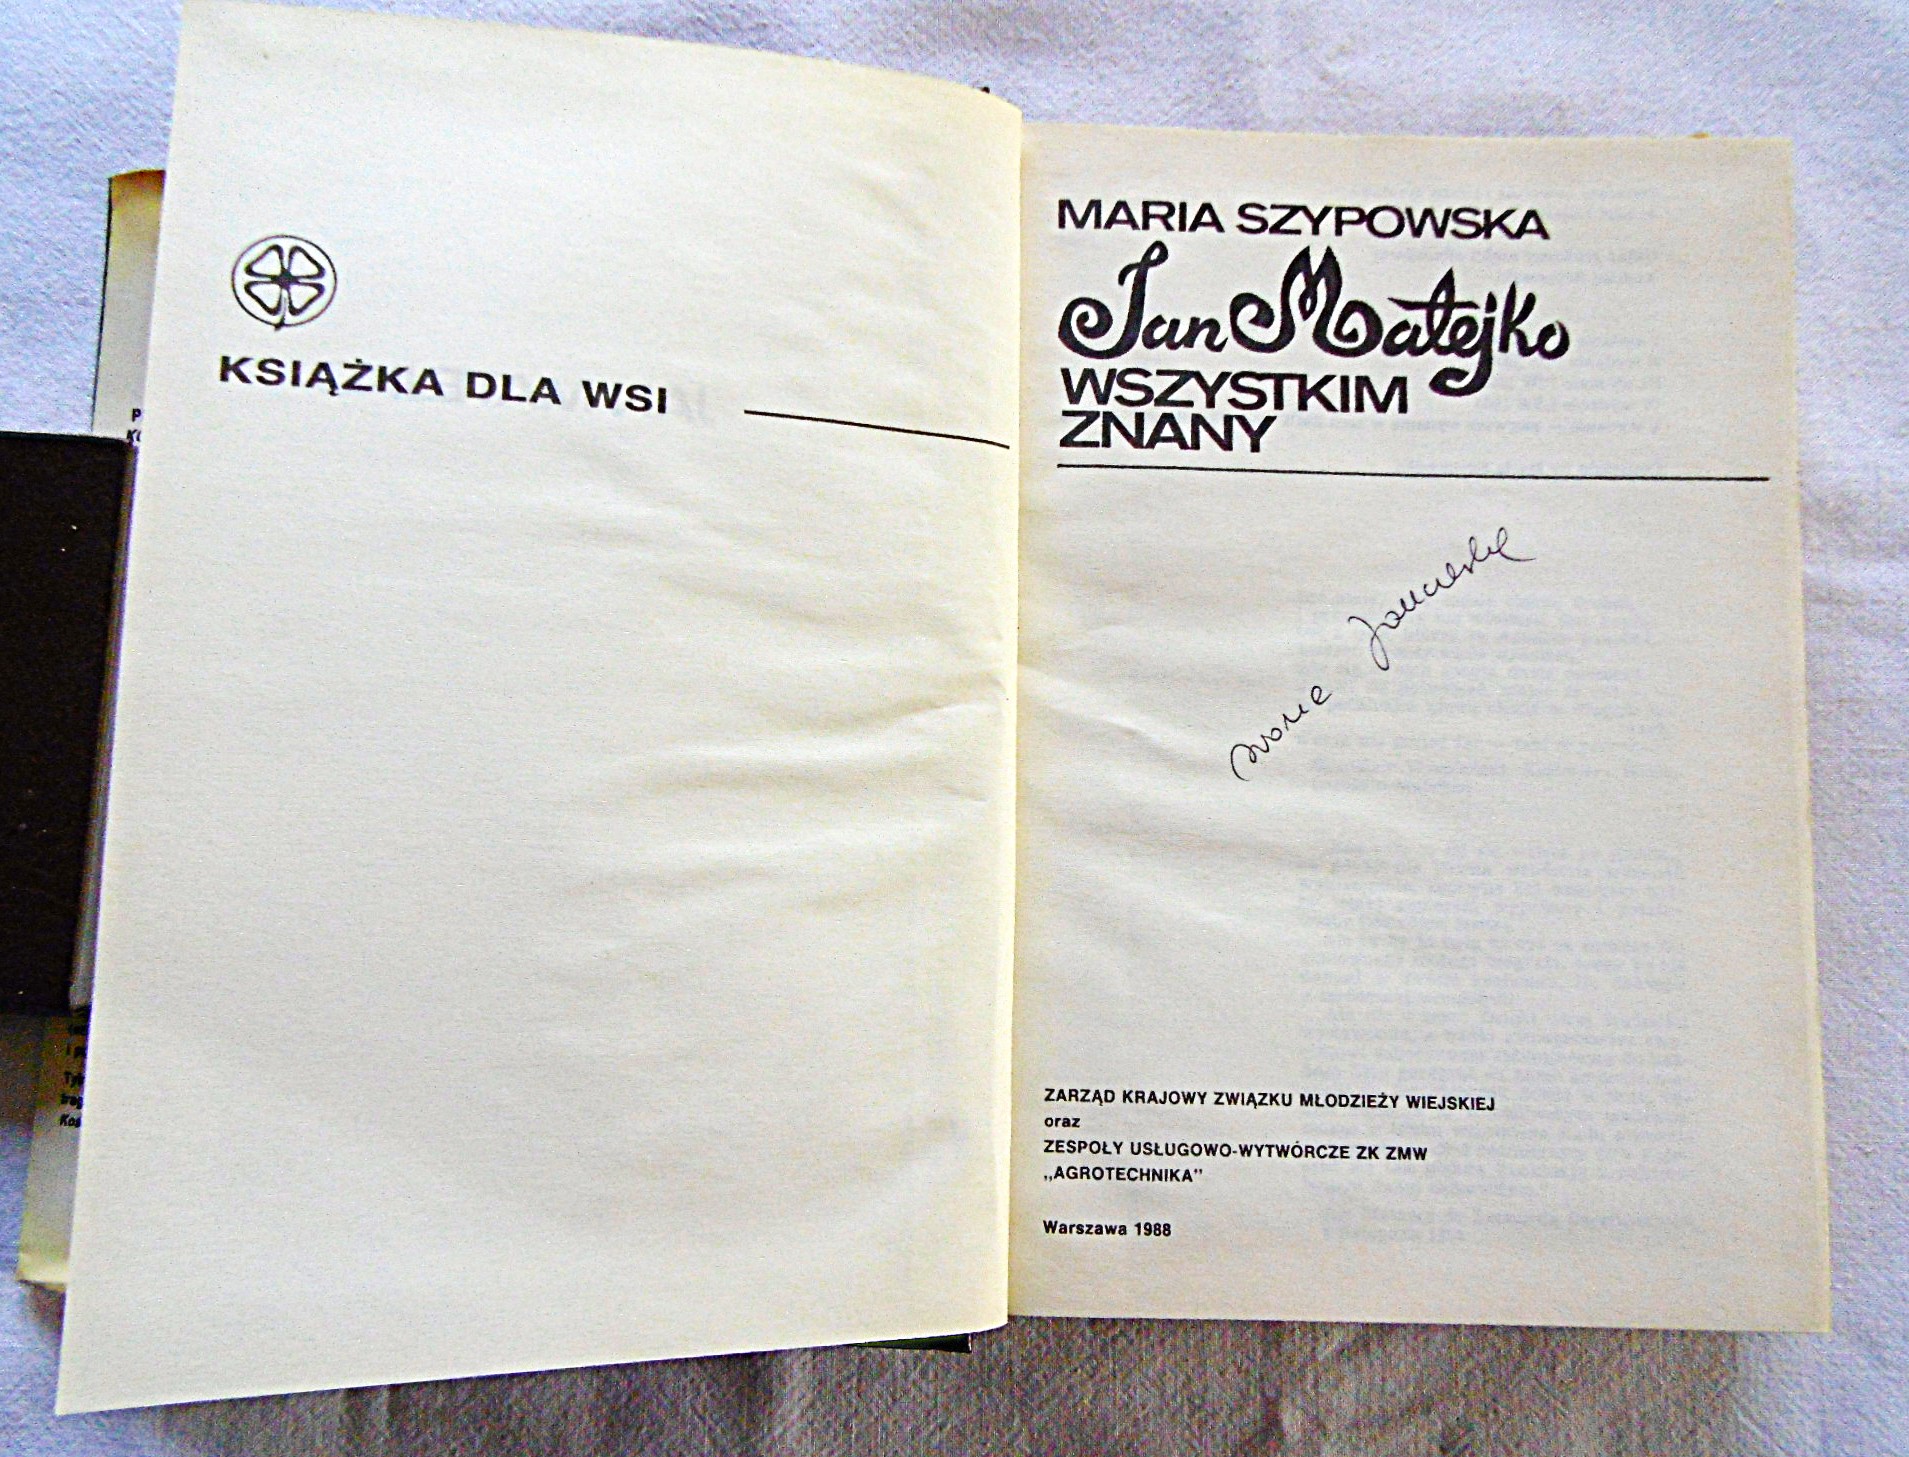 KSIĄŻKA DLA WSI
MARIA SZYPOWSKA
Jan Matejko
WSZYSTKIM
ZNANY
ZARZĄD KRAJOWY ZWIĄZKU MŁODZIEŻY WIEJSKIEJ
oraz
ZESPOŁY USŁUGOWO-WYTWÓRCZE ZK ZMW
„AGROTECHNIKA”
Warszawa 1988